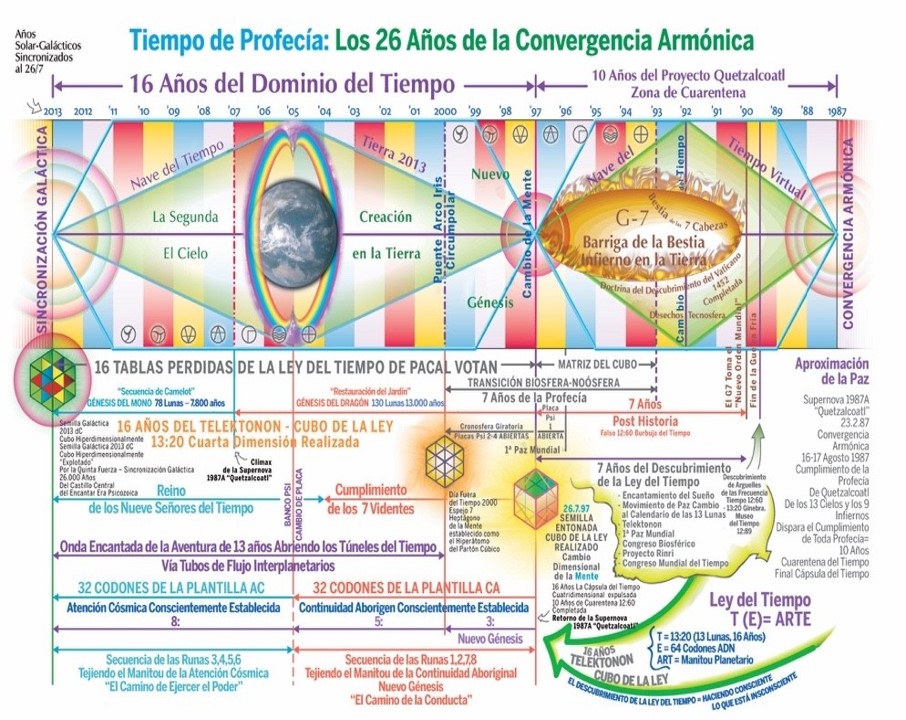 Años
Solar-Galácticos
Sincronizados
al 26/7
Tiempo de Profecía: Los 26 Años de la Convergencia Armónica
16 Años del Dominio del Tiempo
10 Años del Proyecto Quetzalcoatl
Zona de Cuarentena
2013 2012 '11 '10 '09 '08 '07 '06 '05 '04 '03 '02 '01 2000 '99 '98 '97 '96 '95 '94 '93 '92 '91 '90 '89 '88 1987
SINCRONIZACIÓN GALÁCTICA
Nave del Tiempo
Tierra 2013
La Segunda
Creación
El Cielo
en la Tierra
Puente Arco Iris
Circumpolar
Nuevo
Génesis
Cambio de la Mente
Nave del
Tiempo Virtual
del Tiempo
Cambio
Bestia de las 7 Cabezas
G-7
Barriga de la Bestia
Infierno en la Tierra
Doctrina del Descubrimiento del Vaticano
1452
Completada
Desechos Tecnosfera
CONVERGENCIA ARMÓNICA
El G7 Toma el
"Nuevo Orden Mundial"
Fin de la Guerra Fría
16 TABLAS PERDIDAS DE LA LEY DEL TIEMPO DE PACAL VOTAN
MATRIZ DEL CUBO
TRANSICIÓN BIOSFERA-NOÓSFERA
"Secuencia de Camelot"
GÉNESIS DEL MONO 78 Lunas – 7.800 años
"Restauración del Jardín"
GÉNESIS DEL DRAGÓN 130 Lunas 13.000 años
7 Años de la Profecía
Cronosfera Giratoria
Placas Psi 2-4 ABIERTAS
Placa
Psi
1
ABIERTA
1ª Paz Mundial
7 Años
Post Historia
Falso 12:60 Burbuja del Tiempo
Semilla Galáctica
2013 dC
Cubo Hiperdimensionalmente
Semilla Galáctica 2013 dC
Cubo Hiperdimensionalmente
"Explotado"
Por la Quinta Fuerza – Sincronización Galáctica
26.000 Años
Del Castillo Central
del Encantar Era Psicozoica
16 AÑOS DEL TELEKTONON - CUBO DE LA LEY
13:20 Cuarta Dimensión Realizada
Climax
de la Supernova
1987A "Quetzalcoatl"
Reino
de los Nueve Señores del Tiempo
BANCO PSI
CAMBIO DE PLACA
Cumplimiento
de los 7 Videntes
Día Fuera
del Tiempo 2000
Espejo 7
Heptágono
de la Mente
establecido como
el Hiperátomo
del Partón Cúbico
26.7.97
SEMILLA
ENTONADA
CUBO DE LA LEY
REALIZADO
Cambio
Dimensional
de la Mente
16 Años La Cápsula del Tiempo
Cuatridimensional expulsada
10 Años de Cuarentena 12:60
Completada
Retorno de la Supernova
1987A "Quetzalcoatl"
7 Años del Descubrimiento
de la Ley del Tiempo
- Encantamiento del Sueño
- Movimiento de Paz Cambio
al Calendario de las 13 Lunas
- Telektonon
- 1ª Paz Mundial
- Congreso Biosférico
- Proyecto Rinri
- Congreso Mundial del Tiempo
Descubrimiento
de Arguelles
de las Frecuencia
Tiempo 12:60
13:20 Ginebra.
Museo
del Tiempo
12:89
Aproximación
de la Paz
Supernova 1987A
"Quetzalcoatl"
23.2.87
Convergencia
Armónica
16-17 Agosto 1987
Cumplimiento de la
Profecía
De Quetzalcoatl
De los 13 Cielos y los 9
Infiernos
Dispara el Cumplimiento
de Toda Profecía=
10 Años
Cuarentena del Tiempo
Final Cápsula del Tiempo
Onda Encantada de la Aventura de 13 años Abriendo los Túneles del Tiempo
Vía Tubos de Flujo Interplanetarios
32 CODONES DE LA PLANTILLA AC
32 CODONES DE LA PLANTILLA CA
Atención Cósmica Conscientemente Establecida
Continuidad Aborigen Conscientemente Establecida
8:
5:
3:
Nuevo Génesis
Secuencia de las Runas 3,4,5,6
Tejiendo el Manitou de la Atención Cósmica
"El Camino de Ejercer el Poder"
Secuencia de las Runas 1,2,7,8
Tejiendo el Manitou de la Continuidad Aboriginal
Nuevo Génesis
"El Camino de la Conducta"
Ley del Tiempo
T (E)= ARTE
T = 13:20 (13 Lunas, 16 Años)
E = 64 Codones ADN
ART = Manitou Planetario
16 AÑOS
TELEKTONON
CUBO DE LA LEY
EL DESCUBRIMIENTO DE LA LEY DEL TIEMPO = HACIENDO CONSCIENTE
LO QUE ESTÁ INSCONSCIENTE